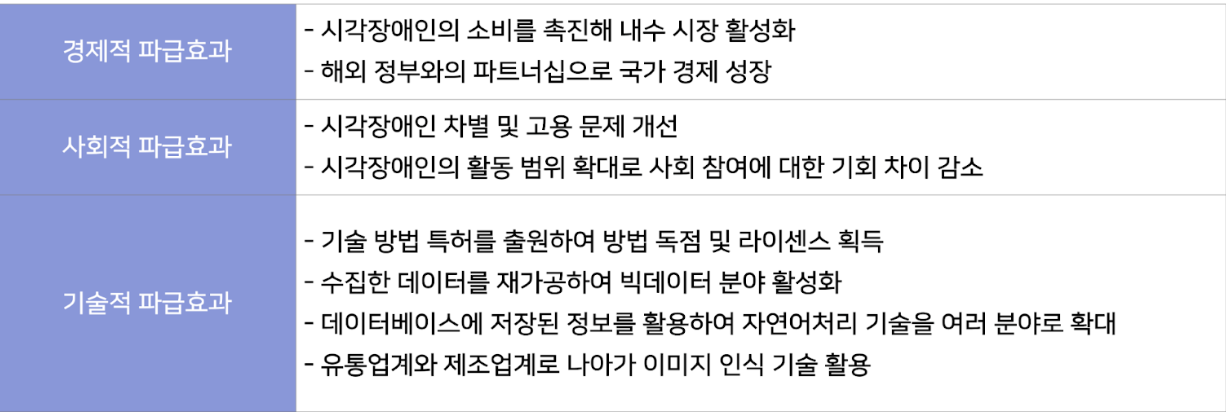 경제적 파급효과
- 시각장애인의 소비를 촉진해 내수 시장 활성화
- 해외 정부와의 파트너십으로 국가 경제 성장
사회적 파급효과
- 시각장애인 차별 및 고용 문제 개선
- 시각장애인의 활동 범위 확대로 사회 참여에 대한 기회 차이 감소
기술적 파급효과
- 기술 방법 특허를 출원하여 방법 독점 및 라이센스 획득
- 수집한 데이터를 재가공하여 빅데이터 분야 활성화
- 데이터베이스에 저장된 정보를 활용하여 자연어처리 기술을 여러 분야로 확대
- 유통업계와 제조업계로 나아가 이미지 인식 기술 활용